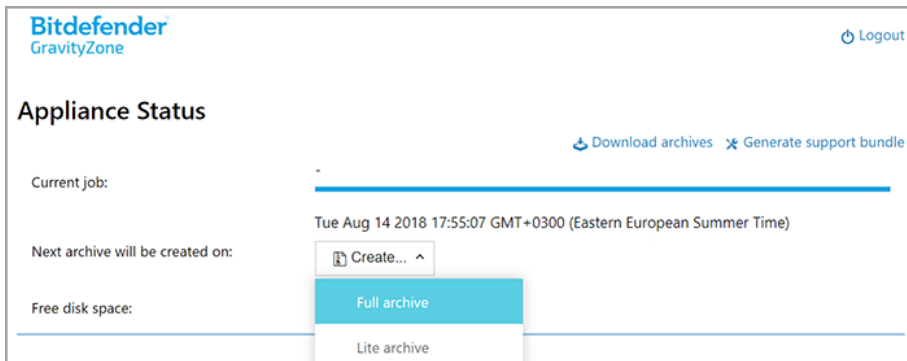 Bitdefender
GravityZone
Logout
Appliance Status
Download archives Generate support bundle
Current job:
-
Tue Aug 14 2018 17:55:07 GMT+0300 (Eastern European Summer Time)
Next archive will be created on:
Create...
Free disk space:
Full archive
Lite archive